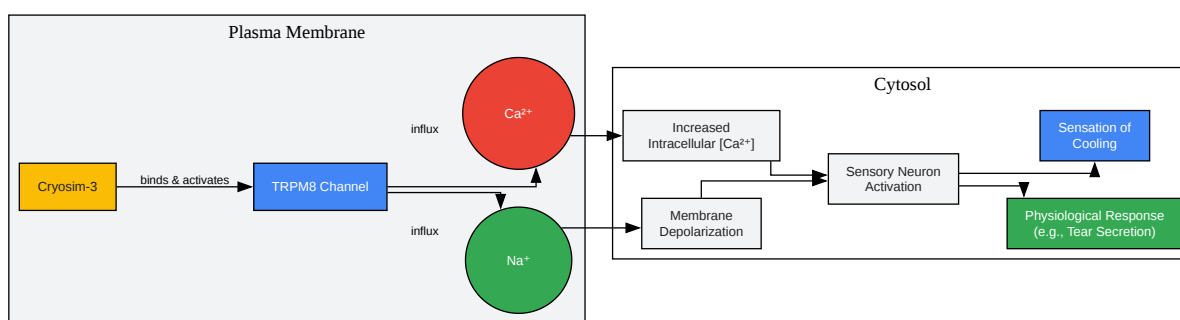 Plasma Membrane
Cryosim-3
binds & activates
TRPM8 Channel
influx
Ca²⁺
influx
Na⁺
Cytosol
Increased
Intracellular [Ca²⁺]
Membrane
Depolarization
Sensory Neuron
Activation
Sensation of
Cooling
Physiological Response
(e.g., Tear Secretion)